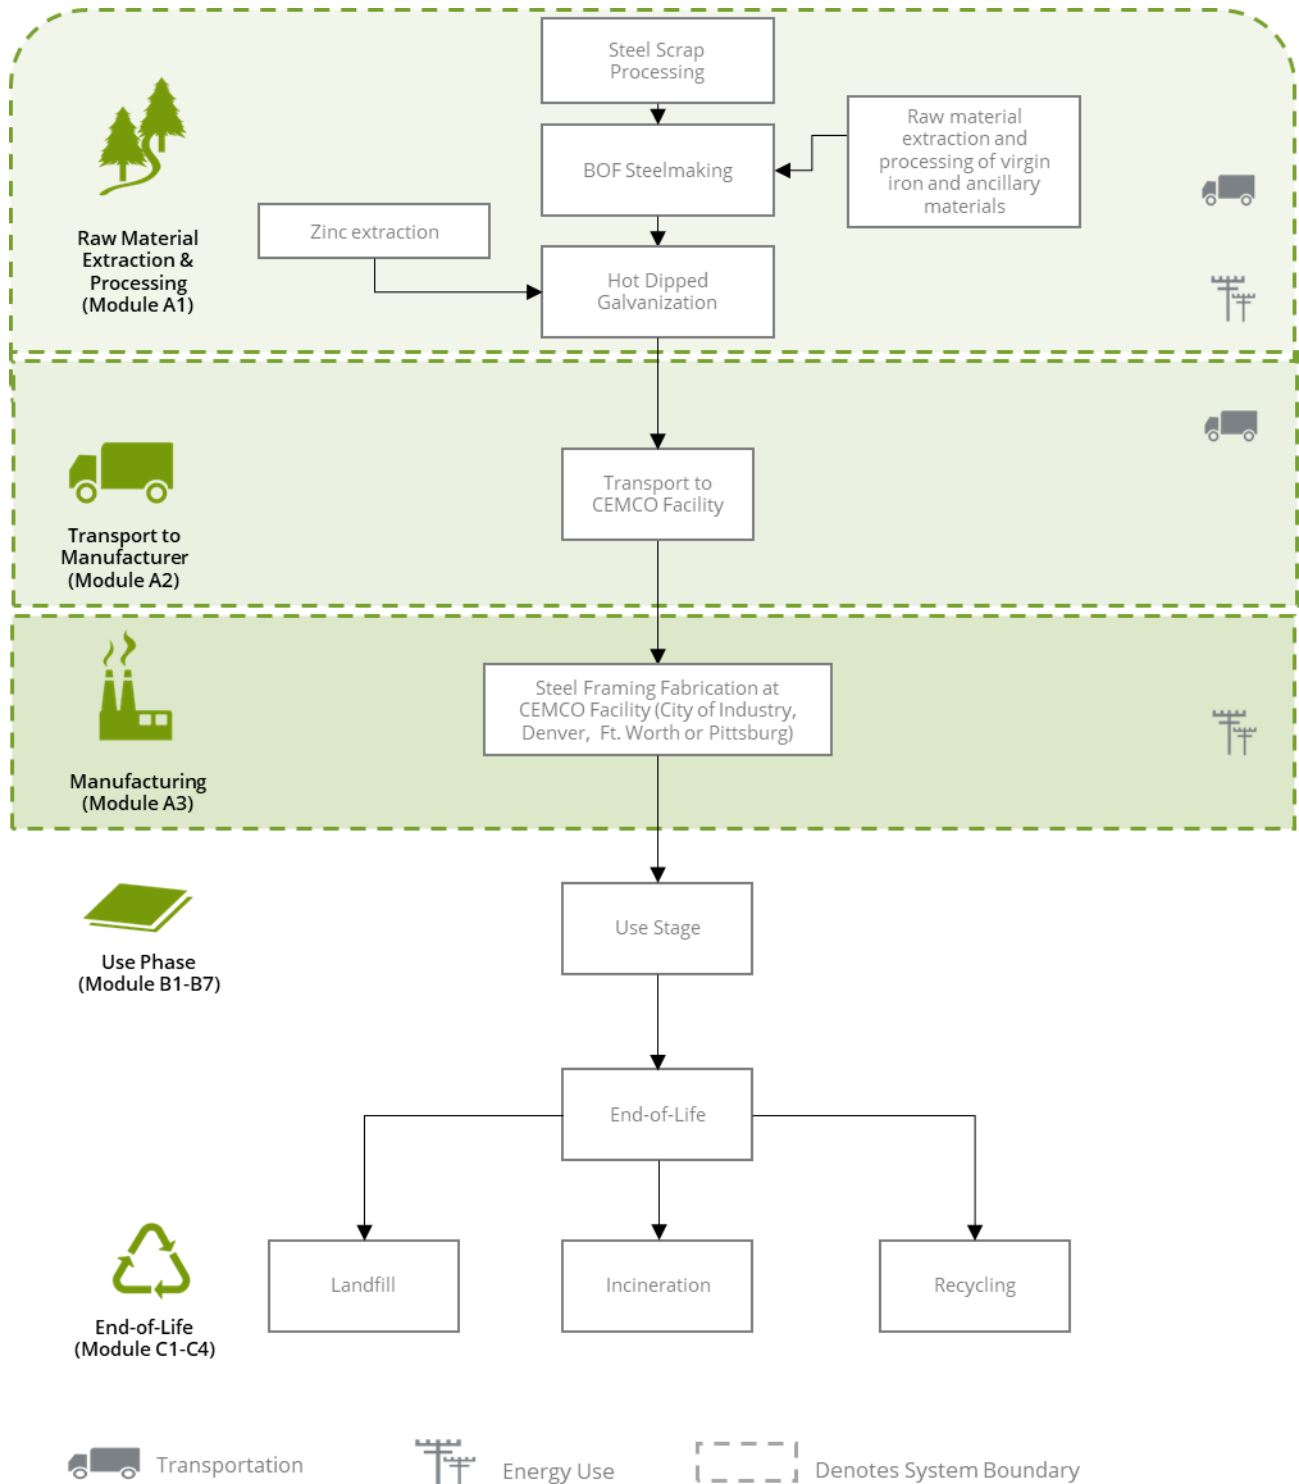 Steel Scrap
Processing
BOF Steelmaking
Raw material
extraction and
processing of virgin
iron and ancillary
materials
Zinc extraction
Hot Dipped
Galvanization
Raw Material
Extraction &
Processing
(Module A1)
Transport to
CEMCO Facility
Transport to
Manufacturer
(Module A2)
Steel Framing Fabrication at
CEMCO Facility (City of Industry,
Denver, Ft. Worth or Pittsburg)
Manufacturing
(Module A3)
Use Stage
Use Phase
(Module B1-B7)
End-of-Life
Landfill
Incineration
Recycling
End-of-Life
(Module C1-C4)
Transportation
Energy Use
Denotes System Boundary